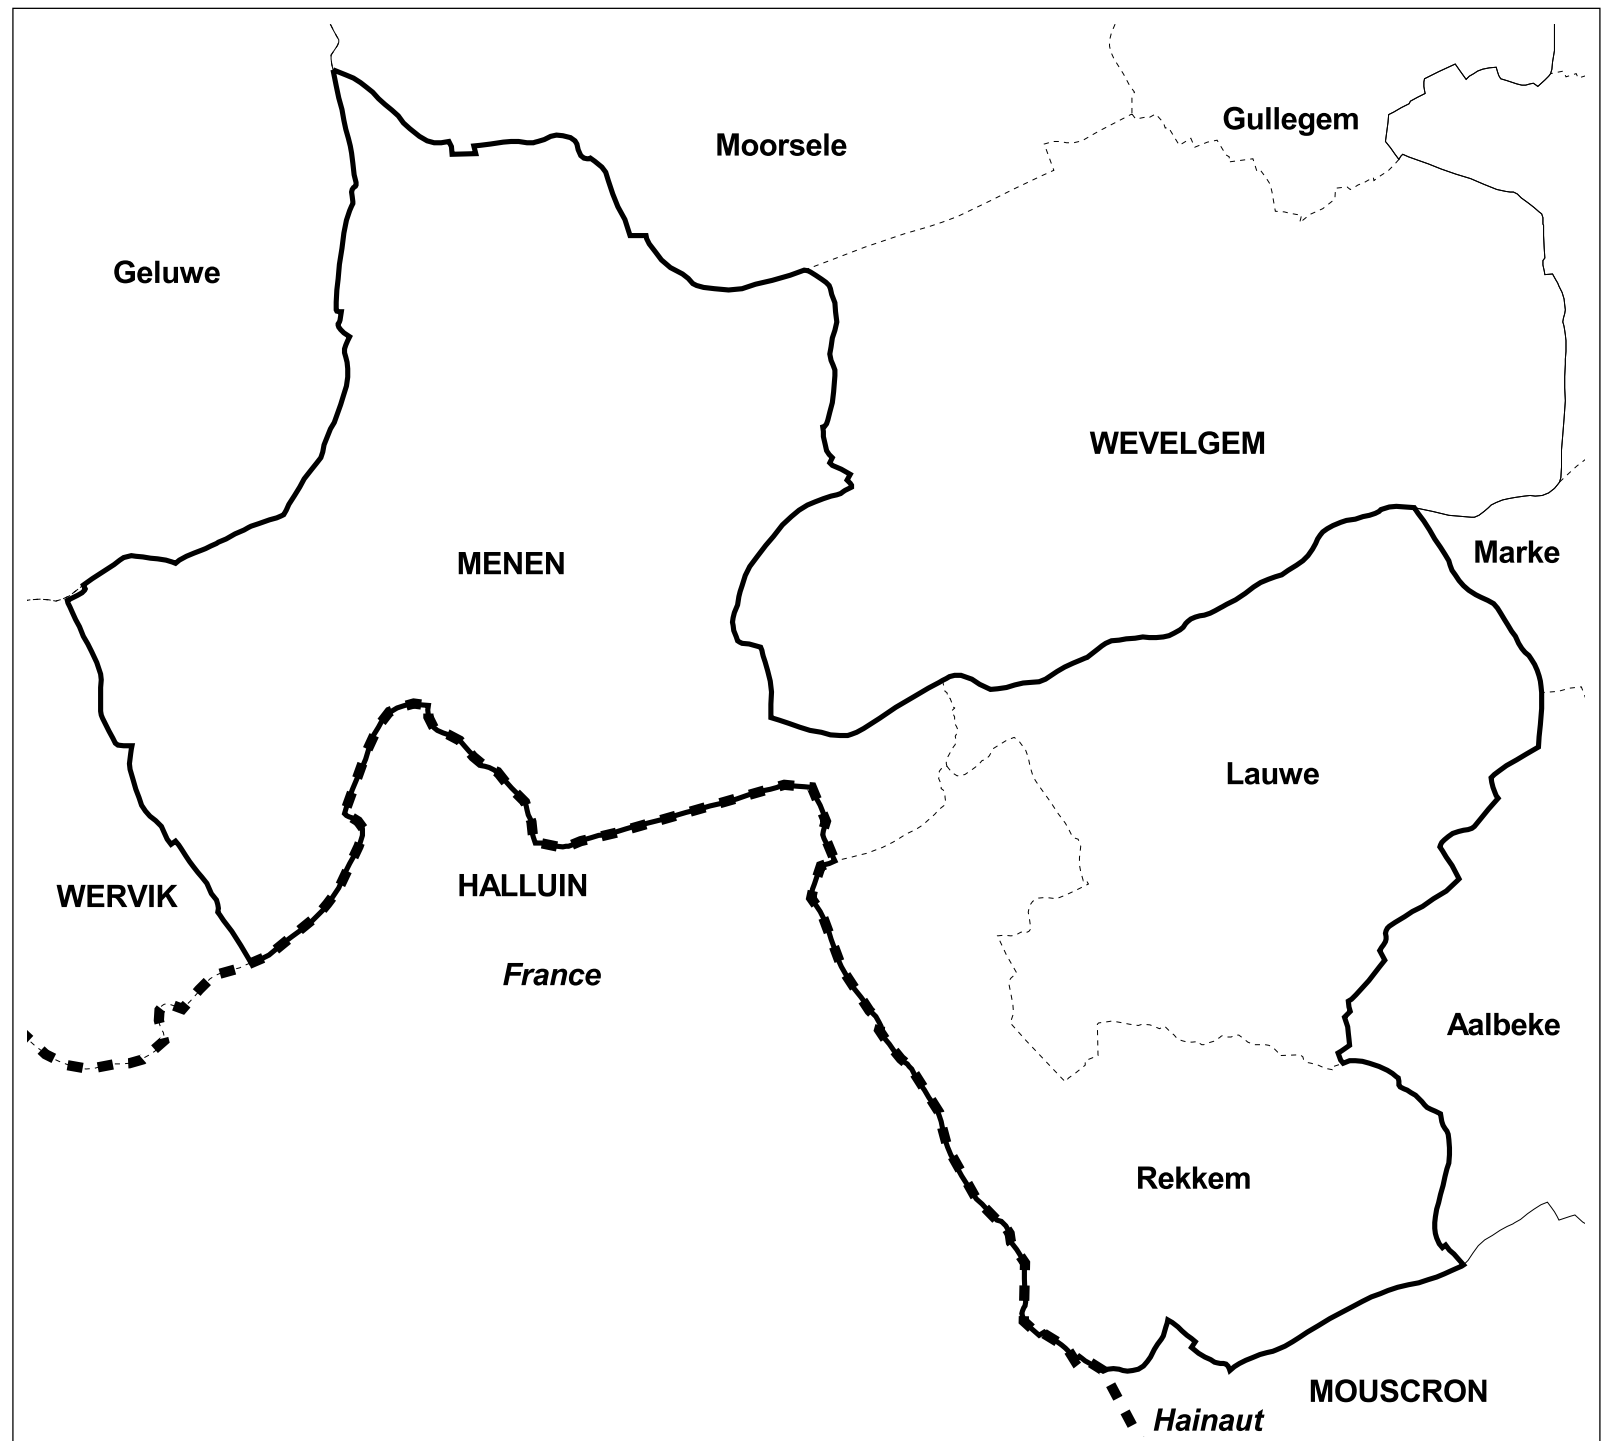 Gullegem
Moorsele
Geluwe
WEVELGEM
Marke
MENEN
Lauwe
WERVIK
HALLUIN
France
Aalbeke
Rekkem
MOUSCRON
Hainaut